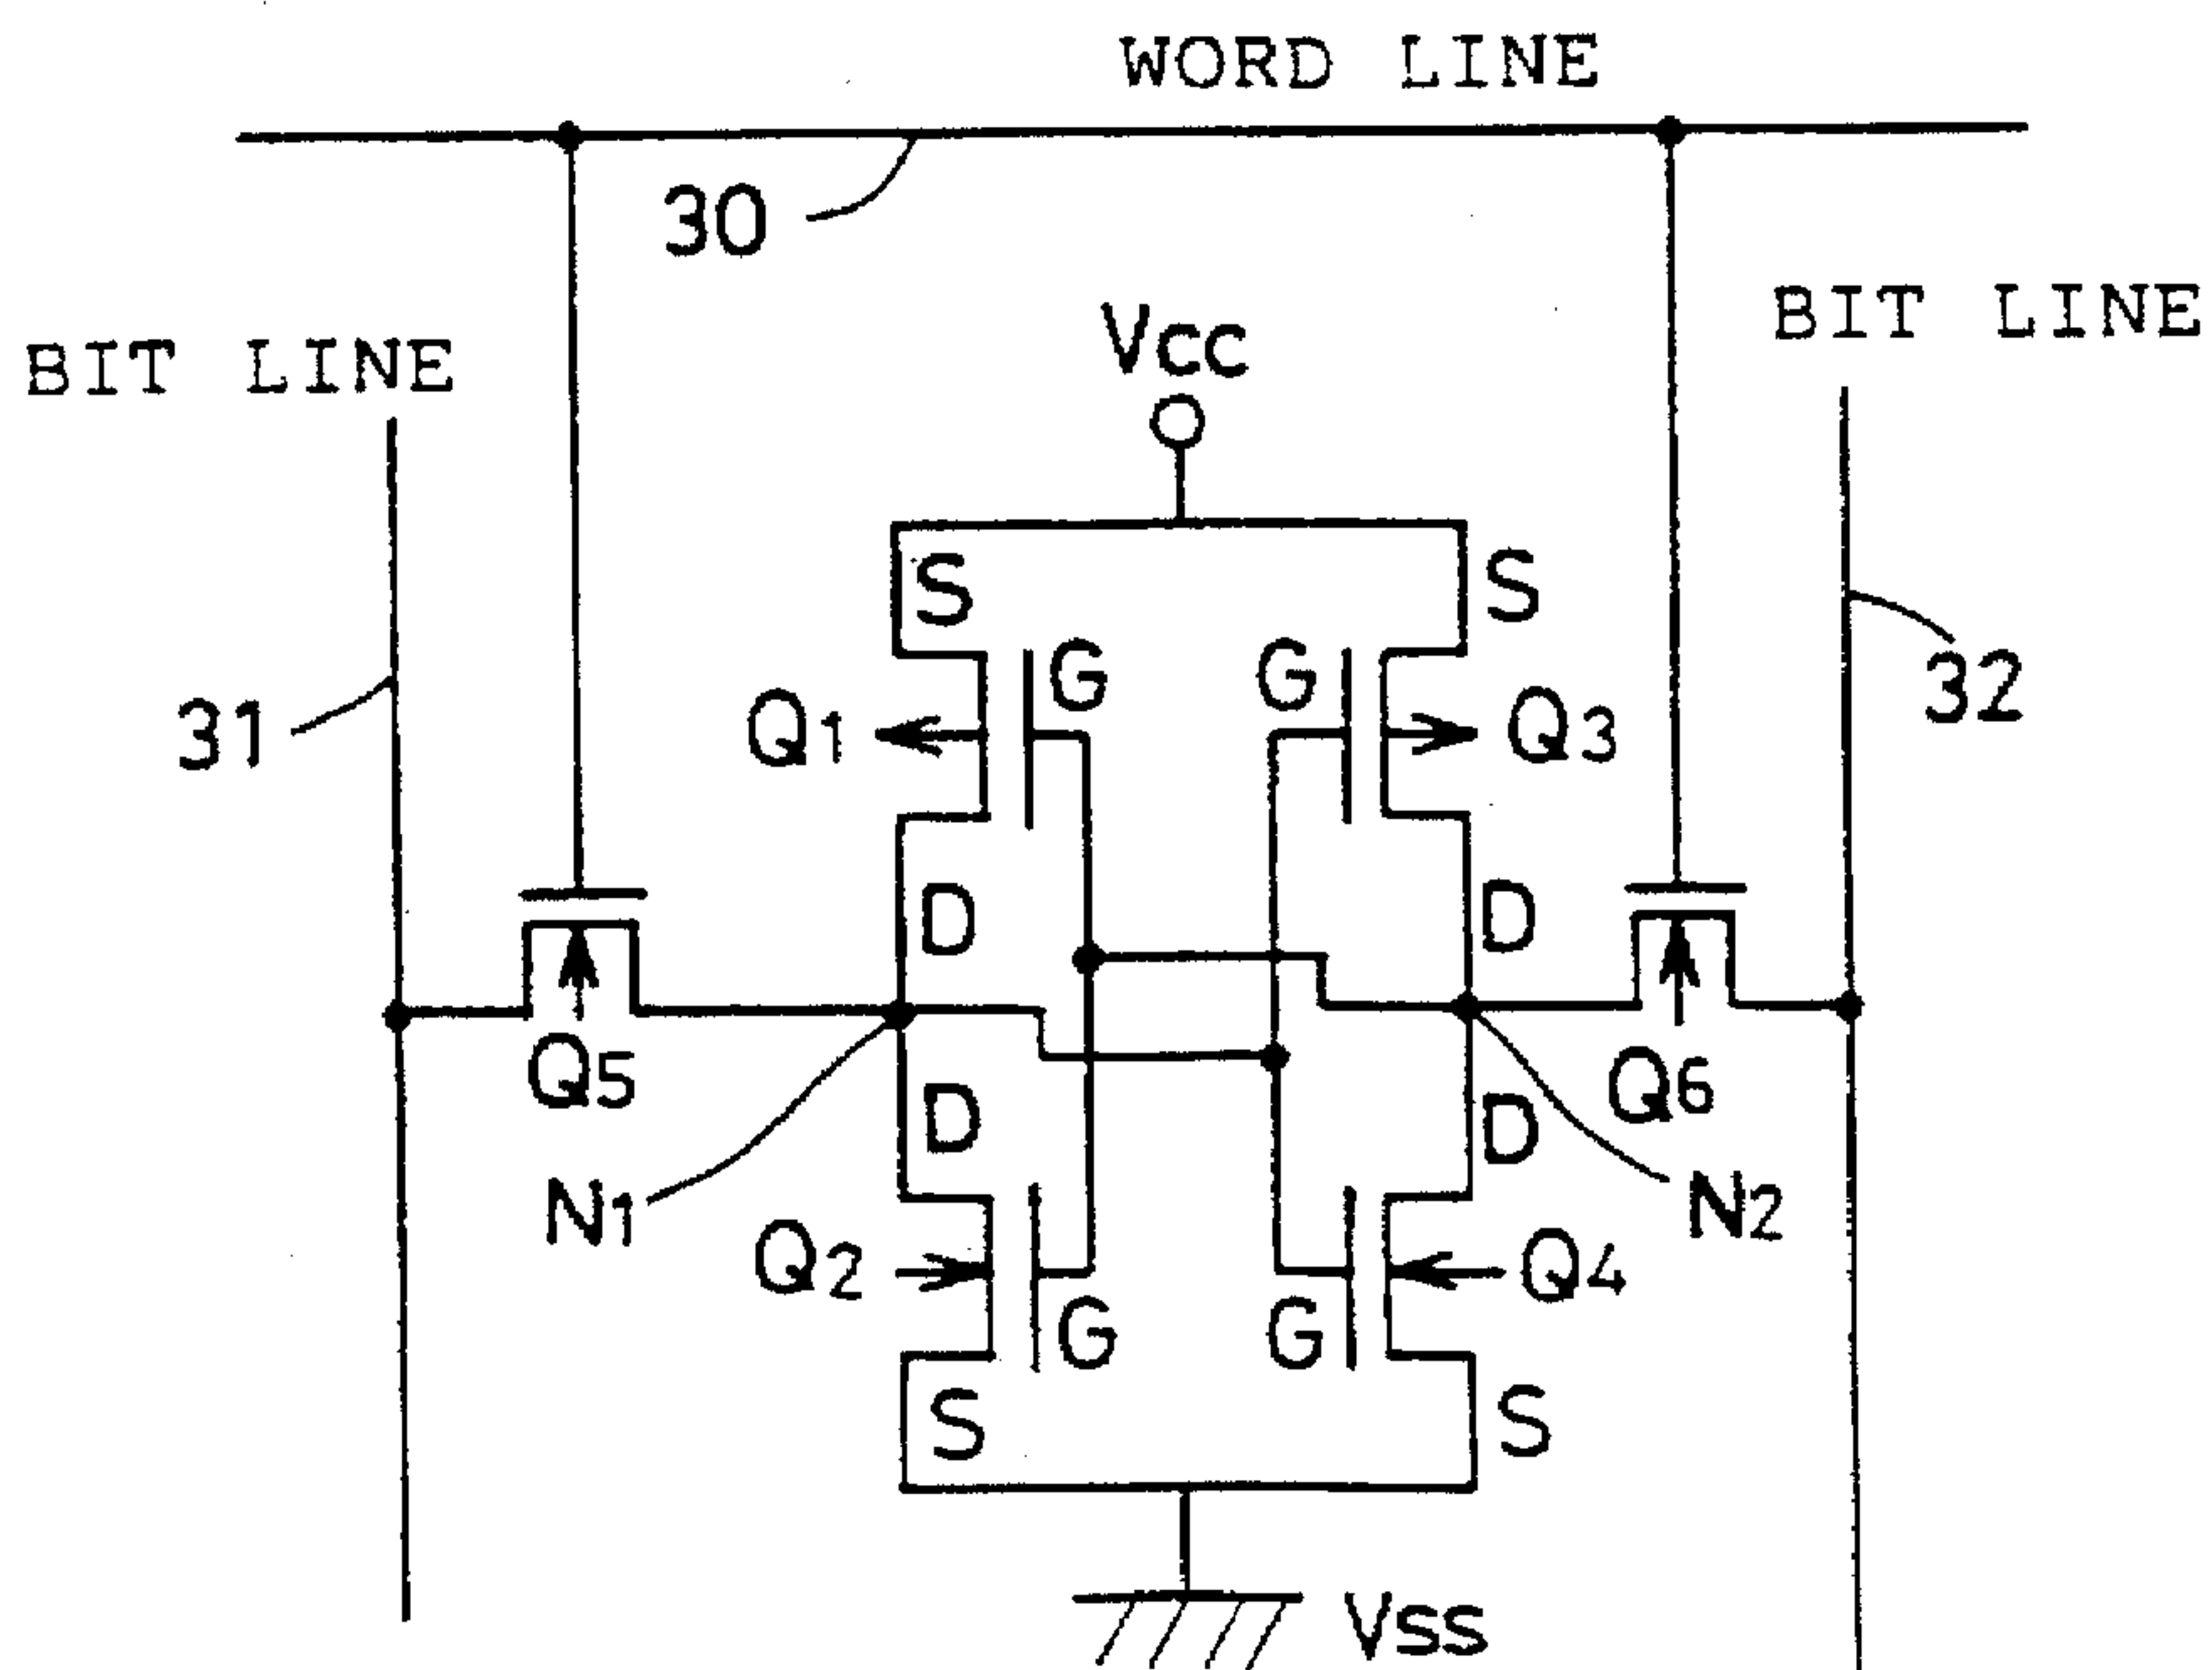 WORD LINE
30
BIT LINE
BIT LINE
VCC
S
S
G
G
31
Q1
Q3
32
D
D
Q5
Q6
D
D
N1
N2
Q2
Q4
G
G
S
S
VSS